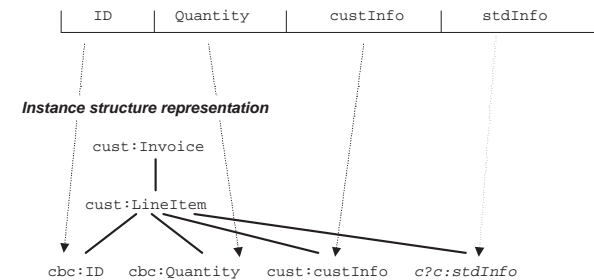 ID Quantity custInfo stdInfo
Instance structure representation
cust:Invoice
cust:LineItem
cbc:ID cbc:Quantity cust:custInfo c?c:stdInfo